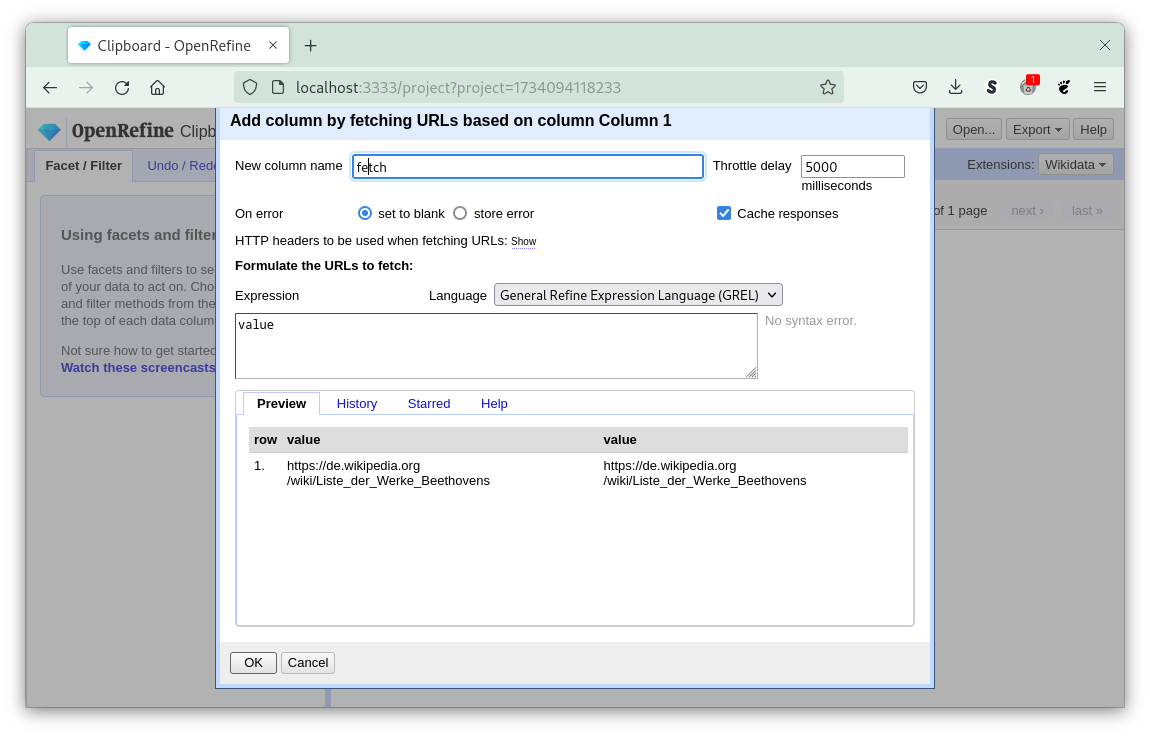 Clipboard - OpenRefine
localhost:3333/project?project=1734094118233
1
OpenRefine Clipb
Open... Export Help
Facet / Filter Undo / Redo
Extensions: Wikidata
Using facets and filter
Use facets and filters to se
of your data to act on. Cho
and filter methods from the
the top of each data colum
Not sure how to get started
Watch these screencasts
of 1 page next › last »
Add column by fetching URLs based on column Column 1
New column name fetch Throttle delay 5000
milliseconds
On error set to blank store error Cache responses
HTTP headers to be used when fetching URLs: Show
Formulate the URLs to fetch:
Expression Language General Refine Expression Language (GREL)
value
No syntax error.
Preview History Starred Help
row value value
1. https://de.wikipedia.org https://de.wikipedia.org
/wiki/Liste_der_Werke_Beethovens /wiki/Liste_der_Werke_Beethovens
OK Cancel